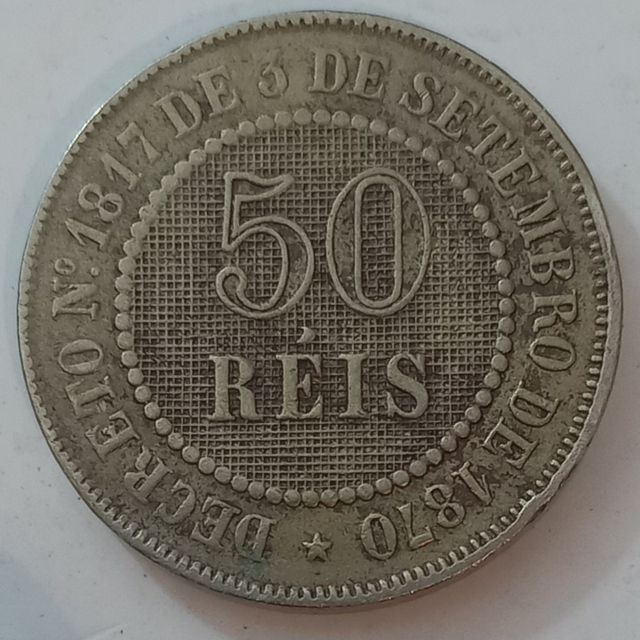 DECRETO Nº. 1817 DE 3 DE SETEMBRO DE 1870
50
RÉIS